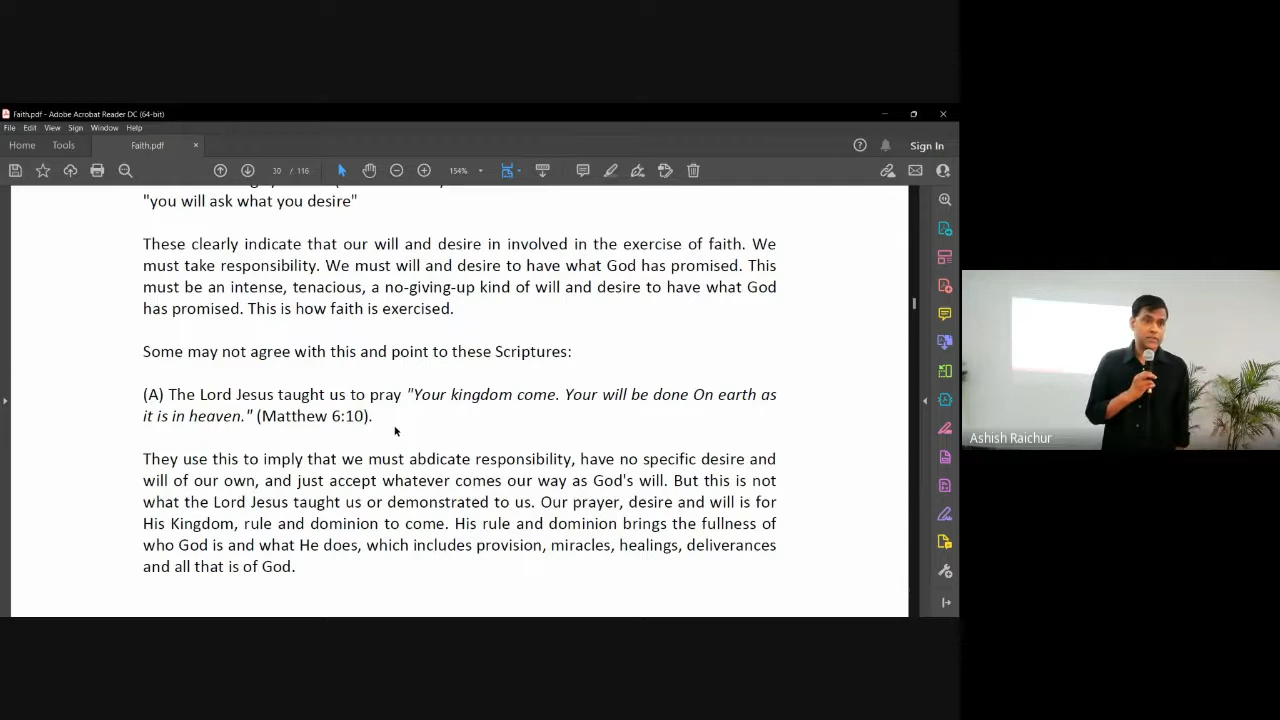 Faith.pdf - Adobe Acrobat Reader DC (64-bit)
File Edit View Sign Window Help
Home Tools Faith.pdf × Sign In
30 / 116 154%
"you will ask what you desire"
These clearly indicate that our will and desire in involved in the exercise of faith. We
must take responsibility. We must will and desire to have what God has promised. This
must be an intense, tenacious, a no-giving-up kind of will and desire to have what God
has promised. This is how faith is exercised.
Some may not agree with this and point to these Scriptures:
(A) The Lord Jesus taught us to pray "Your kingdom come. Your will be done On earth as
it is in heaven." (Matthew 6:10).
They use this to imply that we must abdicate responsibility, have no specific desire and
will of our own, and just accept whatever comes our way as God's will. But this is not
what the Lord Jesus taught us or demonstrated to us. Our prayer, desire and will is for
His Kingdom, rule and dominion to come. His rule and dominion brings the fullness of
who God is and what He does, which includes provision, miracles, healings, deliverances
and all that is of God.
Ashish Raichur